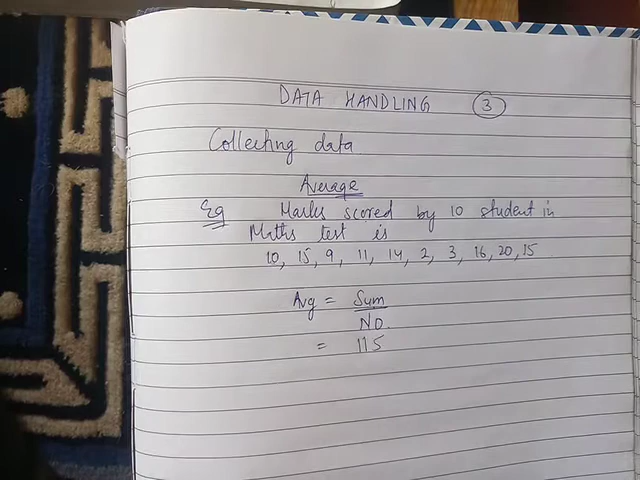 DATA HANDLING 3
Collecting data
Average
Eg Marks scored by 10 student in
Maths test is
10, 15, 9, 11, 14, 2, 3, 16, 20, 15
Avg = Sum
No.
= 115